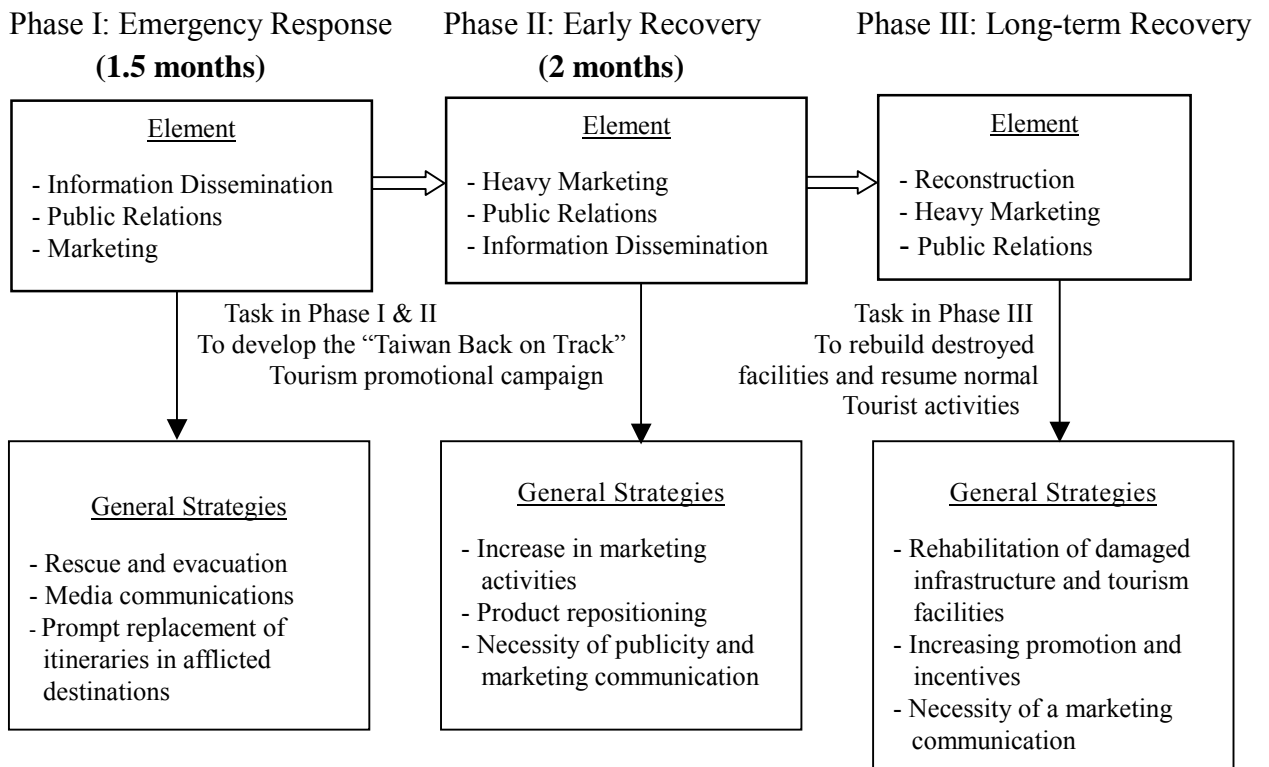 Phase I: Emergency Response
(1.5 months)
Element
- Information Dissemination
- Public Relations
- Marketing
Phase II: Early Recovery
(2 months)
Element
- Heavy Marketing
- Public Relations
- Information Dissemination
Phase III: Long-term Recovery
Element
- Reconstruction
- Heavy Marketing
- Public Relations
Task in Phase I & II
To develop the “Taiwan Back on Track”
Tourism promotional campaign
Task in Phase III
To rebuild destroyed
facilities and resume normal
Tourist activities
General Strategies
- Rescue and evacuation
- Media communications
- Prompt replacement of
itineraries in afflicted
destinations
General Strategies
- Increase in marketing
activities
- Product repositioning
- Necessity of publicity and
marketing communication
General Strategies
- Rehabilitation of damaged
infrastructure and tourism
facilities
- Increasing promotion and
incentives
- Necessity of a marketing
communication